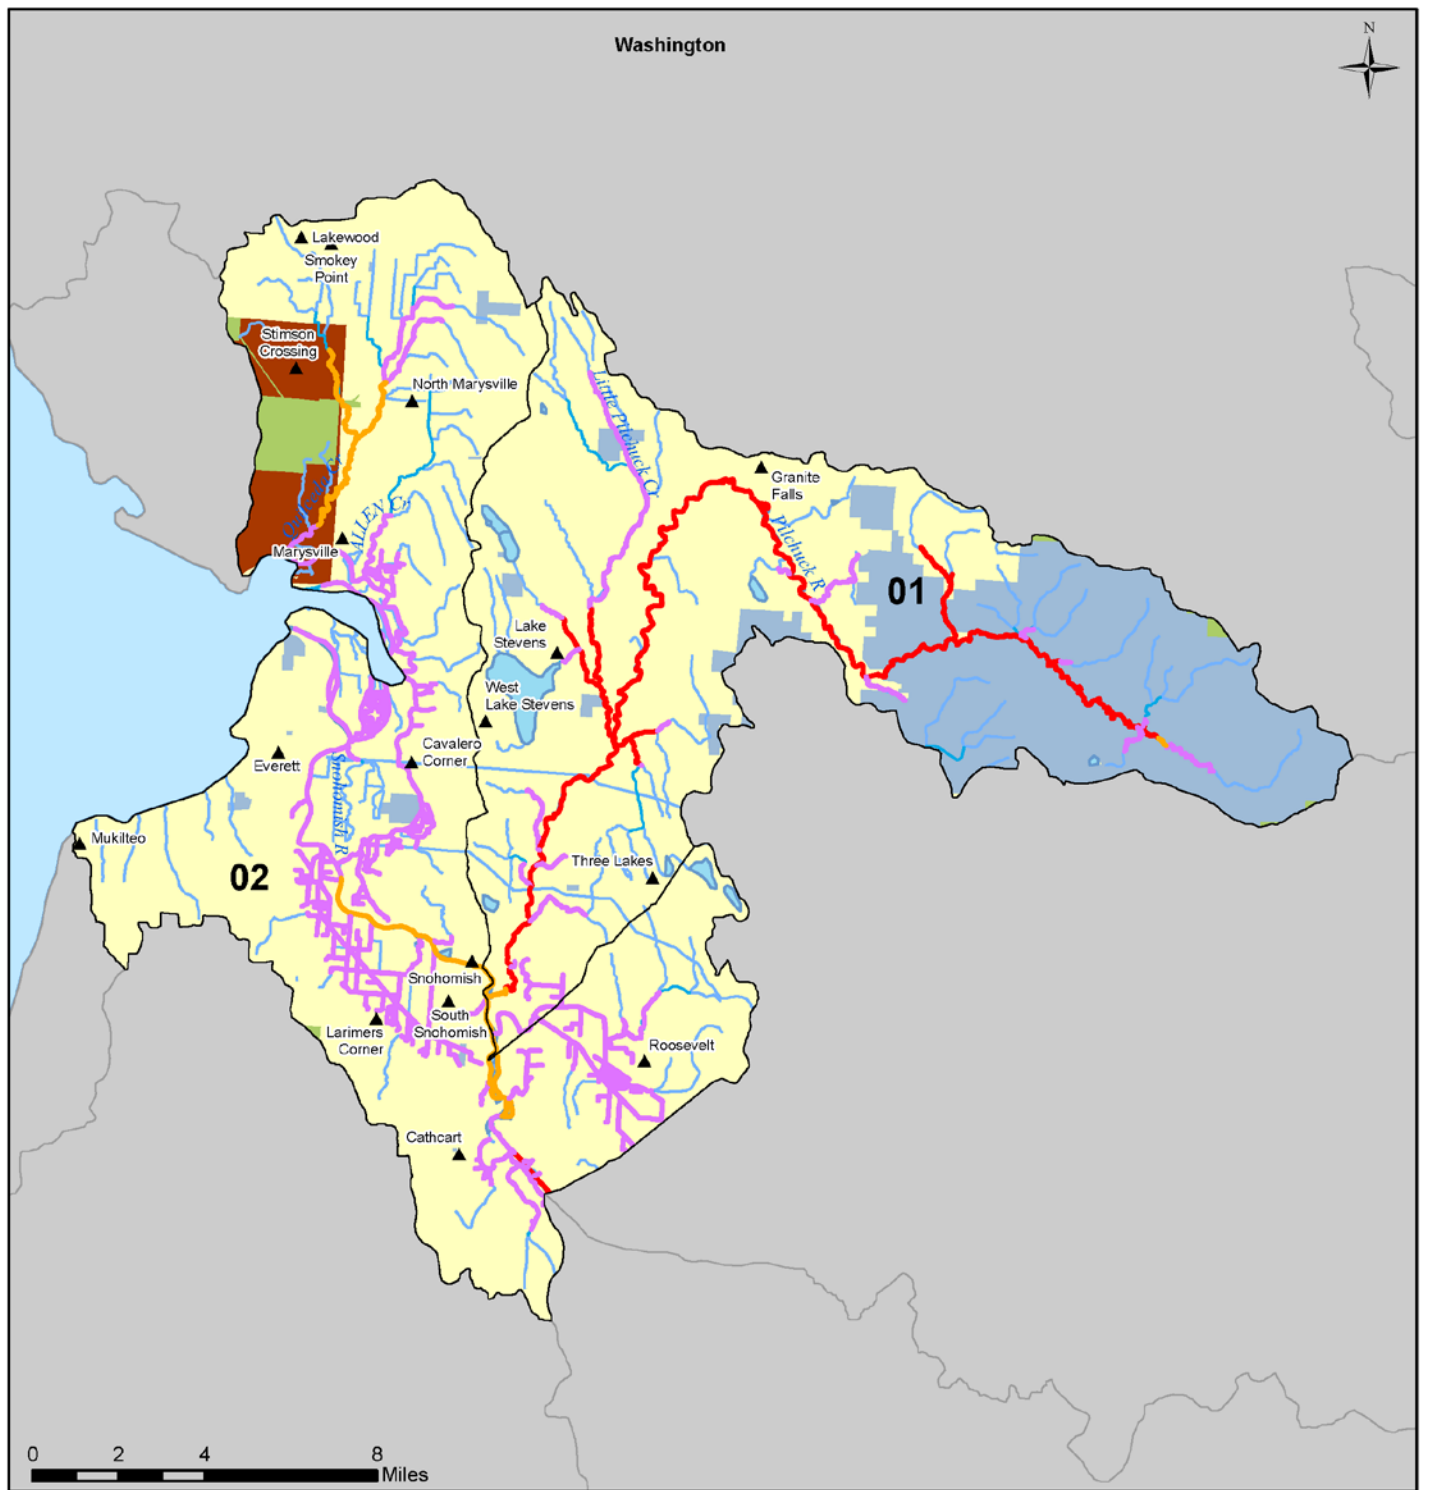 Washington
N
Lakewood
Smokey
Point
Stimson
Crossing
North Marysville
Little Pilchuck Cr
Granite
Falls
ALLEN Cr
Marysville
Pilchuck R
01
Lake
Stevens
West
Lake Stevens
Cavalero
Corner
Everett
Snohomish R
Mukilteo
Three Lakes
02
Snohomish
South
Snohomish
Larimers
Corner
Roosevelt
Cathcart
0 2 4 8
Miles